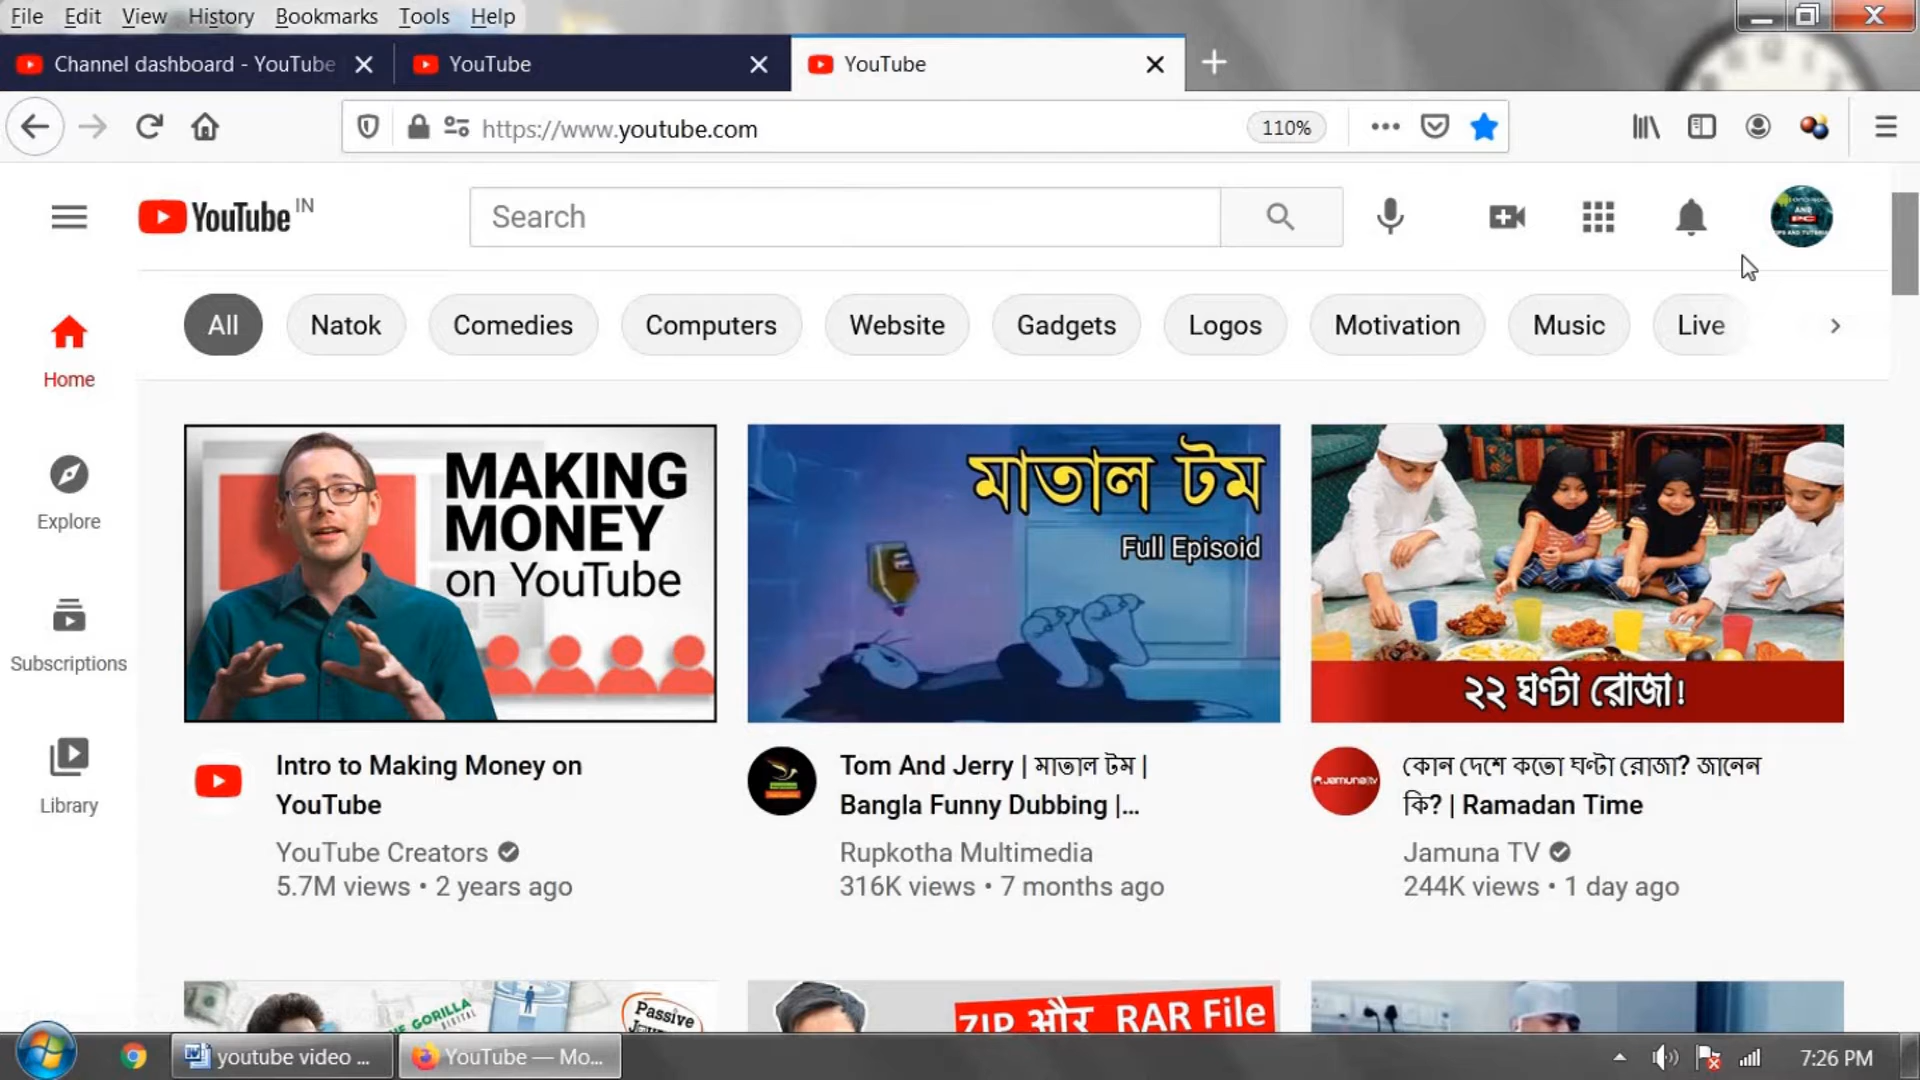 File Edit View History Bookmarks Tools Help
Channel dashboard - YouTube
YouTube
YouTube
https://www.youtube.com
110%
YouTube IN
Search
All
Natok
Comedies
Computers
Website
Gadgets
Logos
Motivation
Music
Live
Home
Explore
Subscriptions
Library
MAKING
MONEY
on YouTube
মাতাল টম
Full Episoid
২২ ঘণ্টা রোজা!
Intro to Making Money on
YouTube
YouTube Creators
5.7M views • 2 years ago
Tom And Jerry | মাতাল টম |
Bangla Funny Dubbing |...
Rupkotha Multimedia
316K views • 7 months ago
Jamuna TV
কোন দেশে কতো ঘণ্টা রোজা? জানেন
কি? | Ramadan Time
Jamuna TV
244K views • 1 day ago
GORILLA
DIGITAL
Passive
ZIP और RAR File
youtube video ...
YouTube — Mo...
7:26 PM